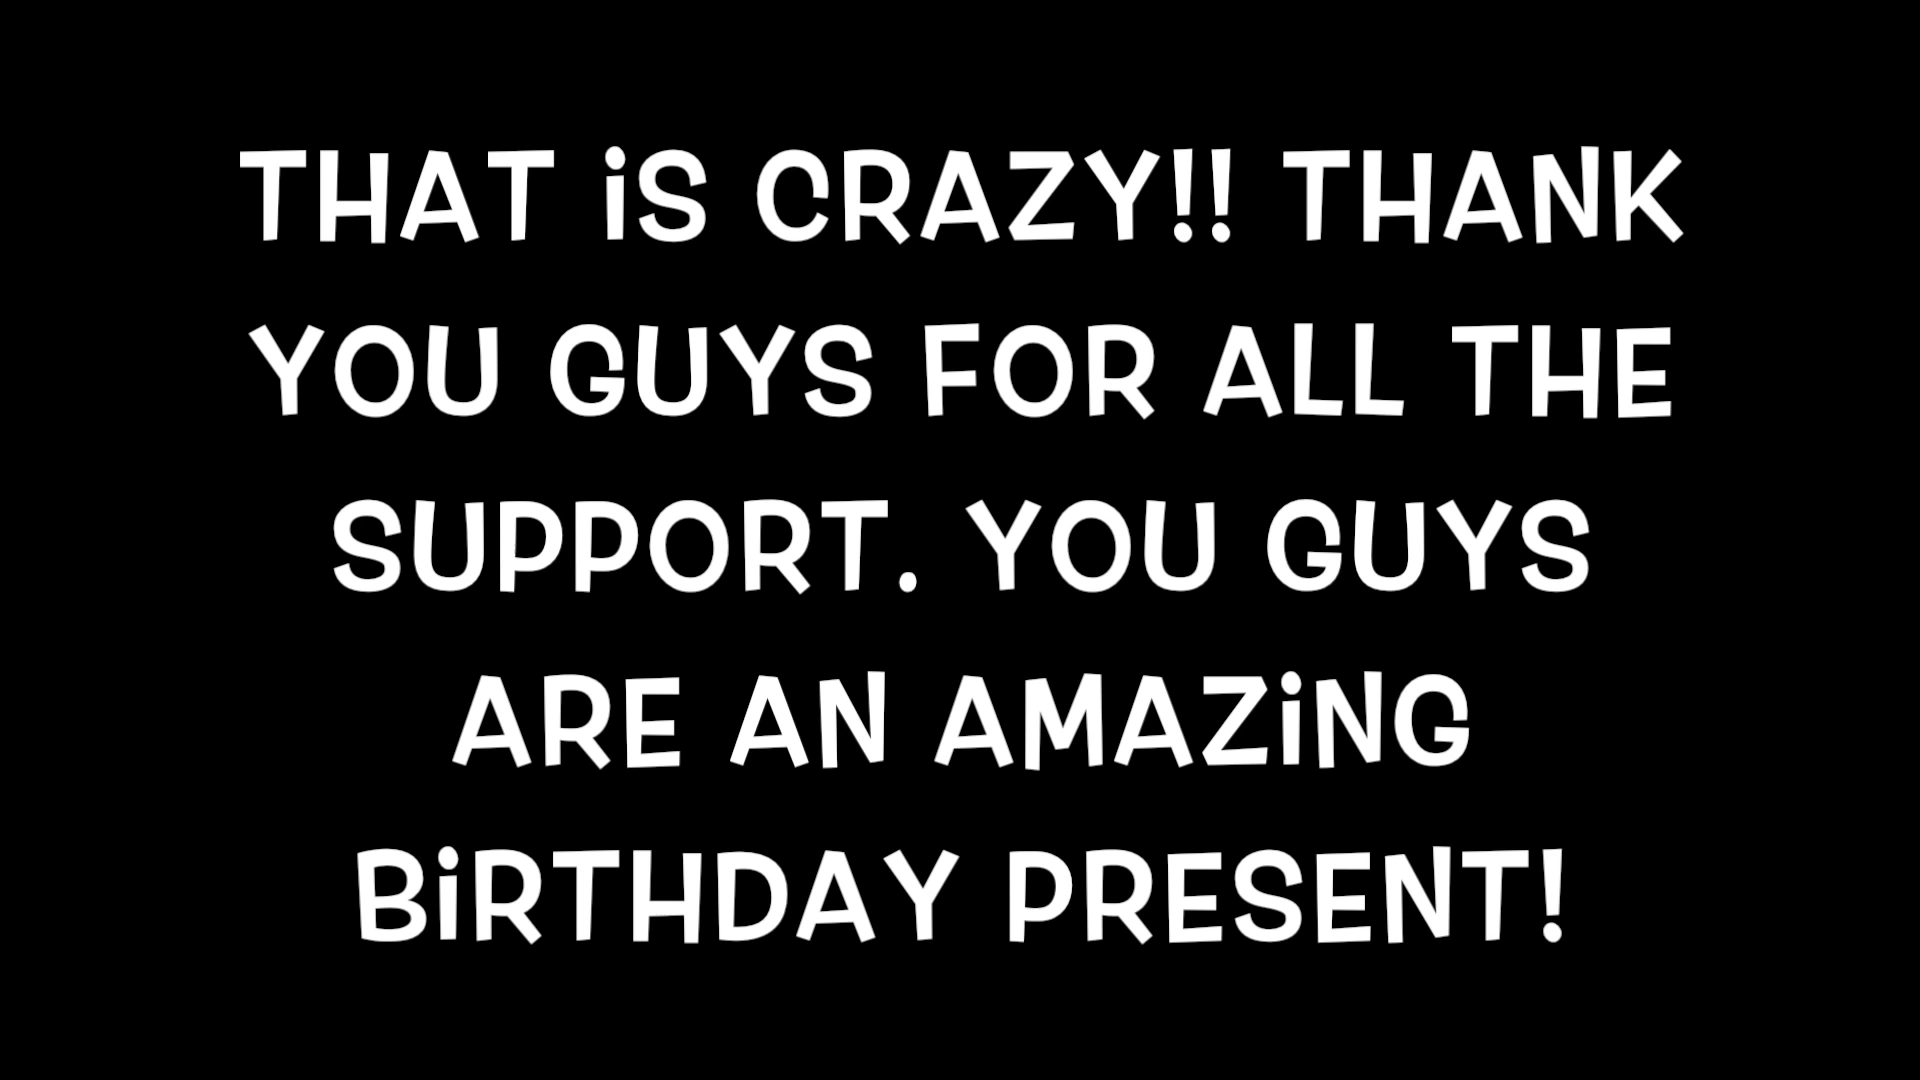 THAT iS CRAZY!! THANK
YOU GUYS FOR ALL THE
SUPPORT. YOU GUYS
ARE AN AMAZiNG
BiRTHDAY PRESENT!